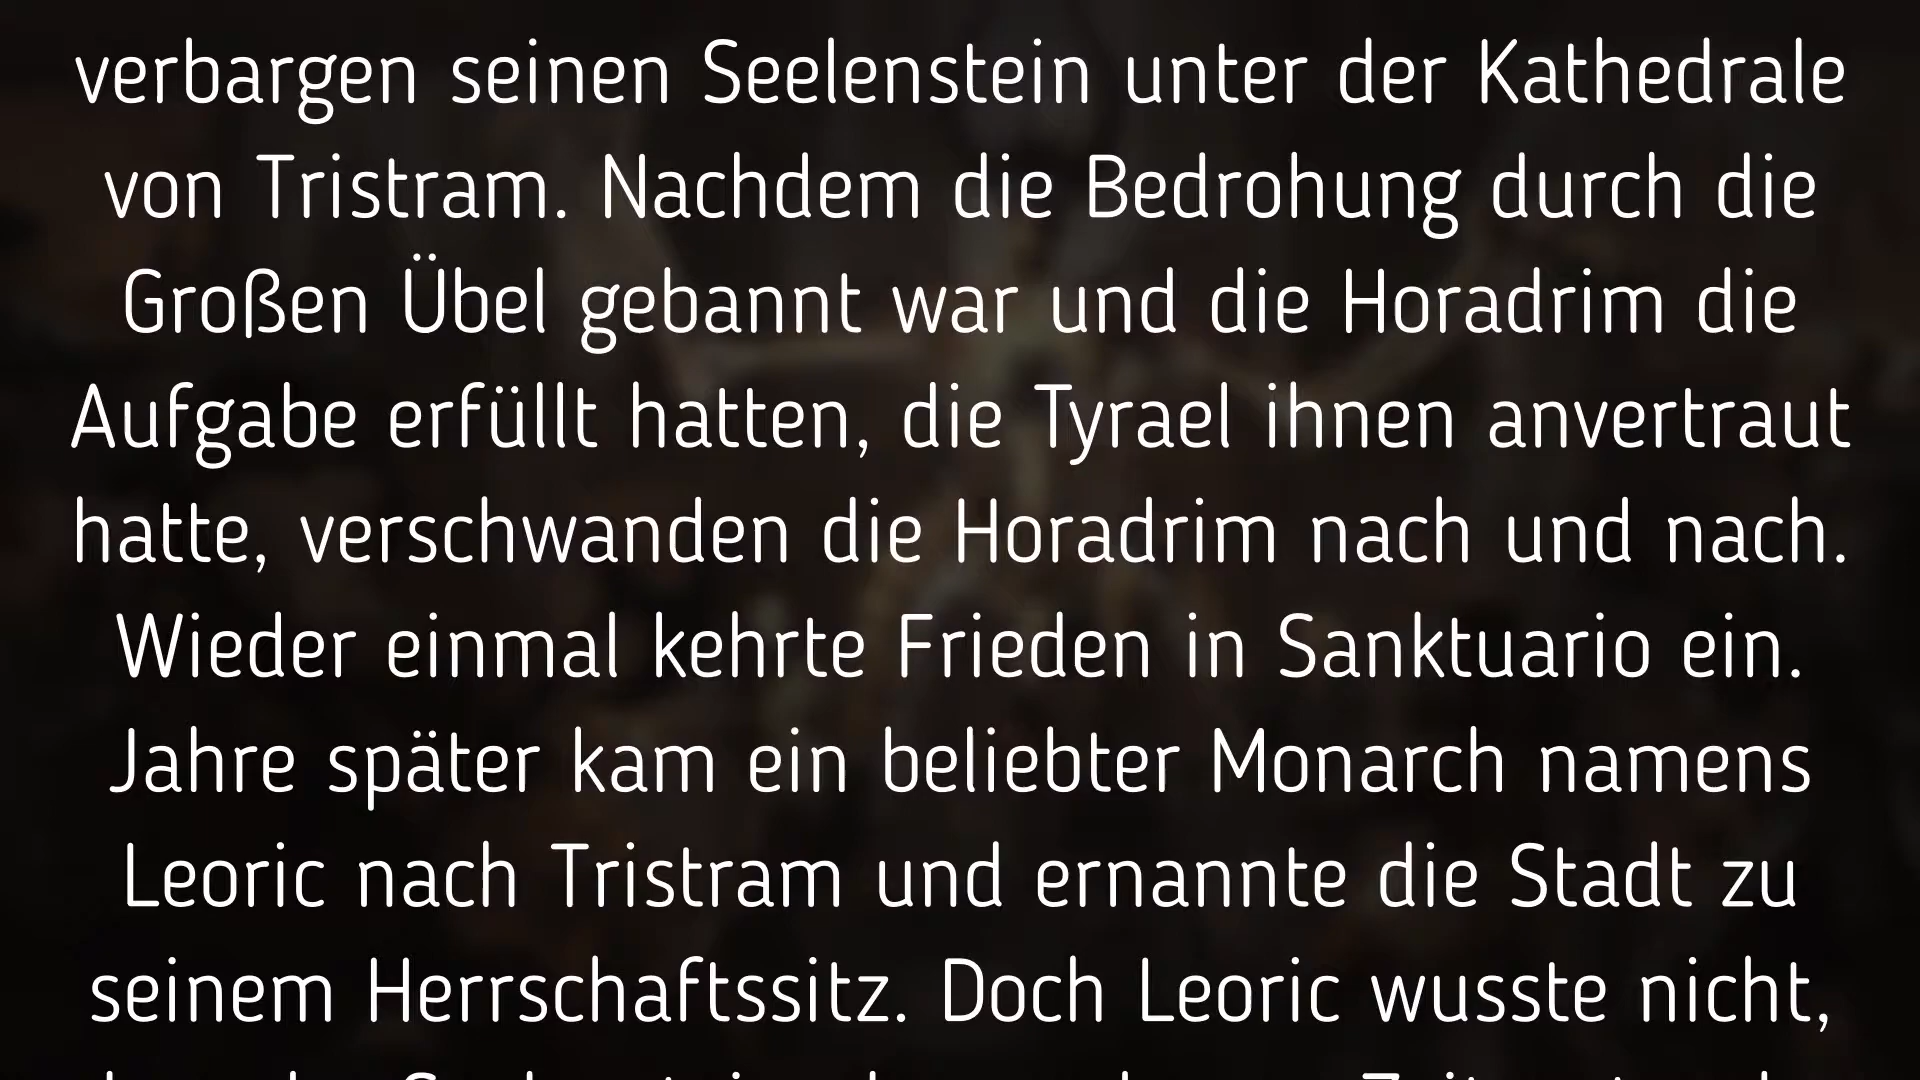 verbargen seinen Seelenstein unter der Kathedrale
von Tristram. Nachdem die Bedrohung durch die
Großen Übel gebannt war und die Horadrim die
Aufgabe erfüllt hatten, die Tyrael ihnen anvertraut
hatte, verschwanden die Horadrim nach und nach.
Wieder einmal kehrte Frieden in Sanktuario ein.
Jahre später kam ein beliebter Monarch namens
Leoric nach Tristram und ernannte die Stadt zu
seinem Herrschaftssitz. Doch Leoric wusste nicht,